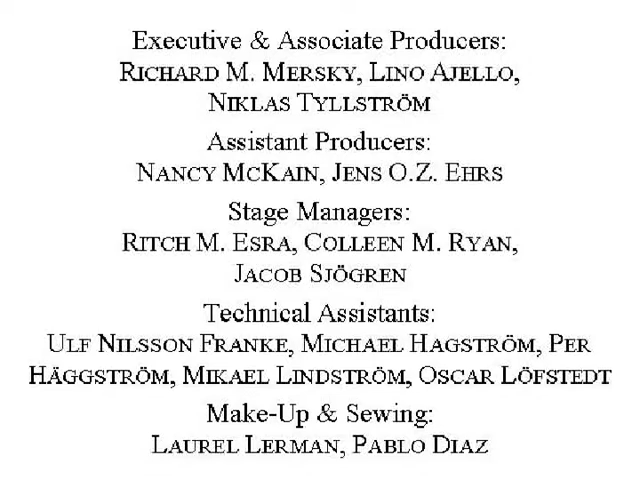 Executive & Associate Producers:
RICHARD M. MERSKY, LINO AJELLO,
NIKLAS TYLLSTRÖM
Assistant Producers:
NANCY MCKAIN, JENS O.Z. EHRS
Stage Managers:
RITCH M. ESRA, COLLEEN M. RYAN,
JACOB SJÖGREN
Technical Assistants:
ULF NILSSON FRANKE, MICHAEL HAGSTRÖM, PER
HÄGGSTRÖM, MIKAEL LINDSTRÖM, OSCAR LÖFSTEDT
Make-Up & Sewing:
LAUREL LERMAN, PABLO DIAZ